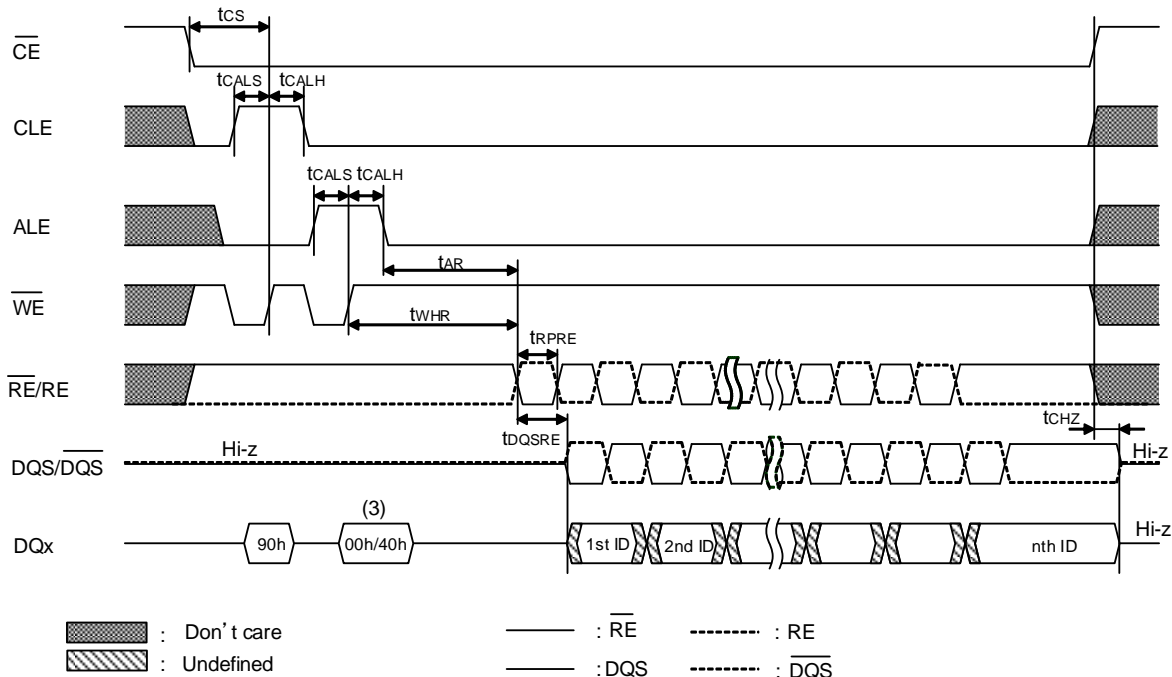 tCS
CE
tCALS tCALH
CLE
tCALS tCALH
ALE
tAR
WE
tWHR
tRPRE
RE/RE
tDQSRE
tCHZ
Hi-z
Hi-z
DQS/DQS
(3)
DQx
90h
00h/40h
1st ID
2nd ID
nth ID
Hi-z
: Don't care
: RE
: RE
: Undefined
: DQS
: DQS